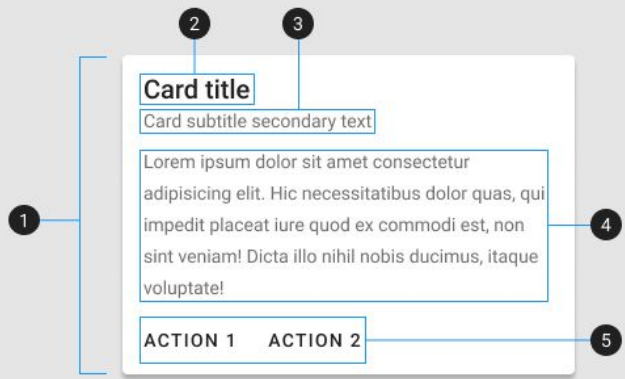 2 3
Card title
Card subtitle secondary text
Lorem ipsum dolor sit amet consectetur
adipisicing elit. Hic necessitatibus dolor quas, qui
1
impedit placeat iure quod ex commodi est, non
4
sint veniam! Dicta illo nihil nobis ducimus, itaque
voluptate!
ACTION 1 ACTION 2
5